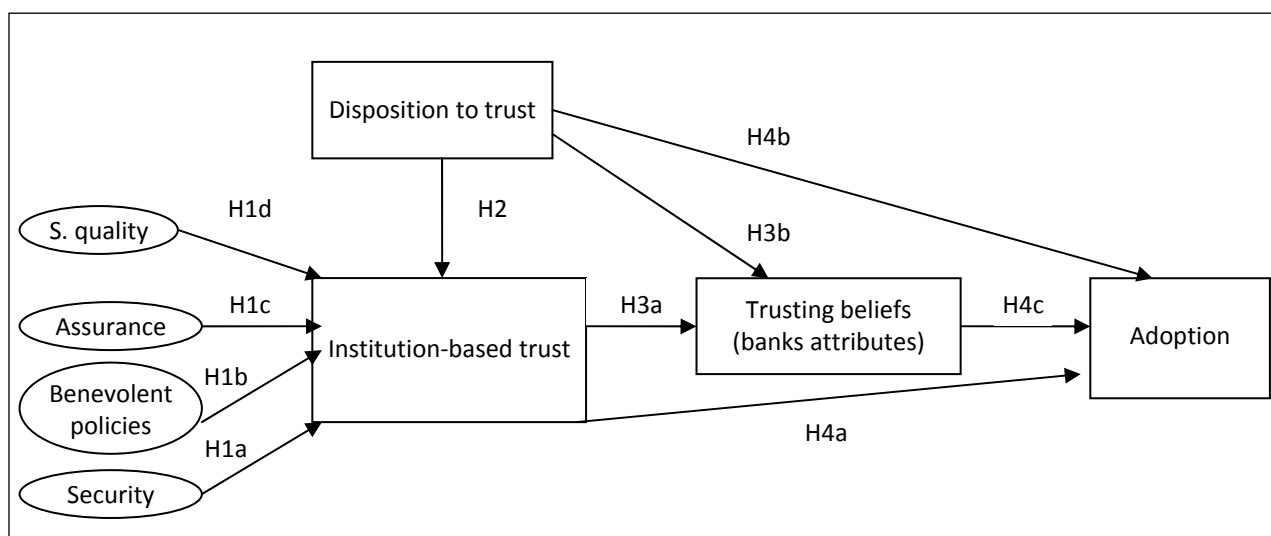 Disposition to trust
H4b
H1d
H2
S. quality
H3b
H1c
H3a
Trusting beliefs
(banks attributes)
H4c
Assurance
Institution-based trust
Adoption
H1b
Benevolent
policies
H4a
H1a
Security